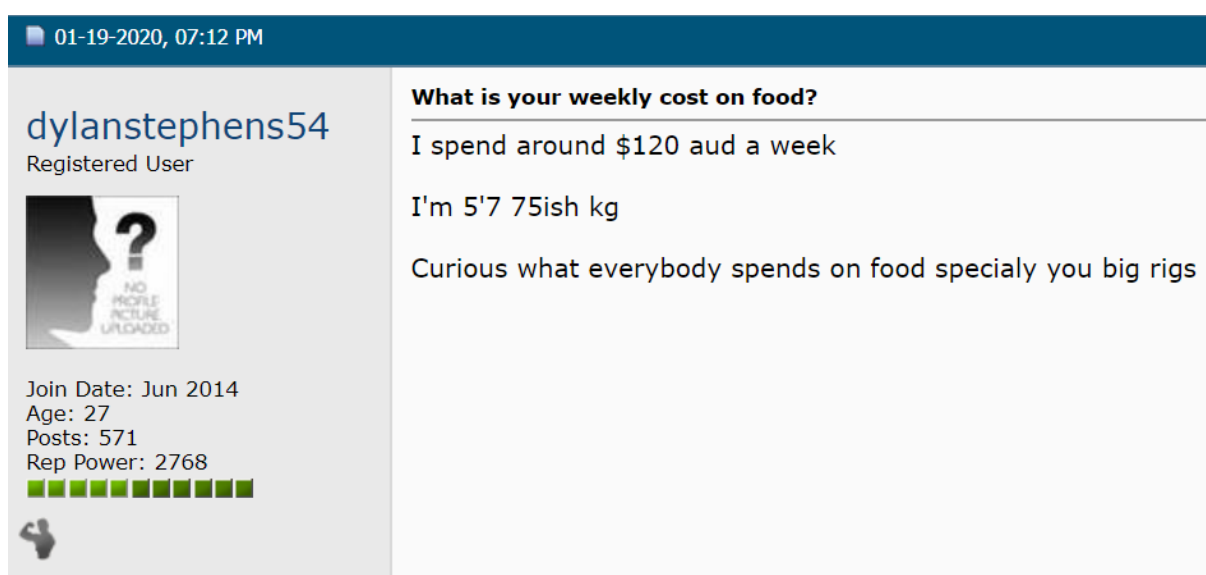 01-19-2020, 07:12 PM
dylanstephens54
Registered User
?
NO
PROFILE
PICTURE
UPLOADED
Join Date: Jun 2014
Age: 27
Posts: 571
Rep Power: 2768
What is your weekly cost on food?
I spend around $120 aud a week
I'm 5'7 75ish kg
Curious what everybody spends on food specialy you big rigs